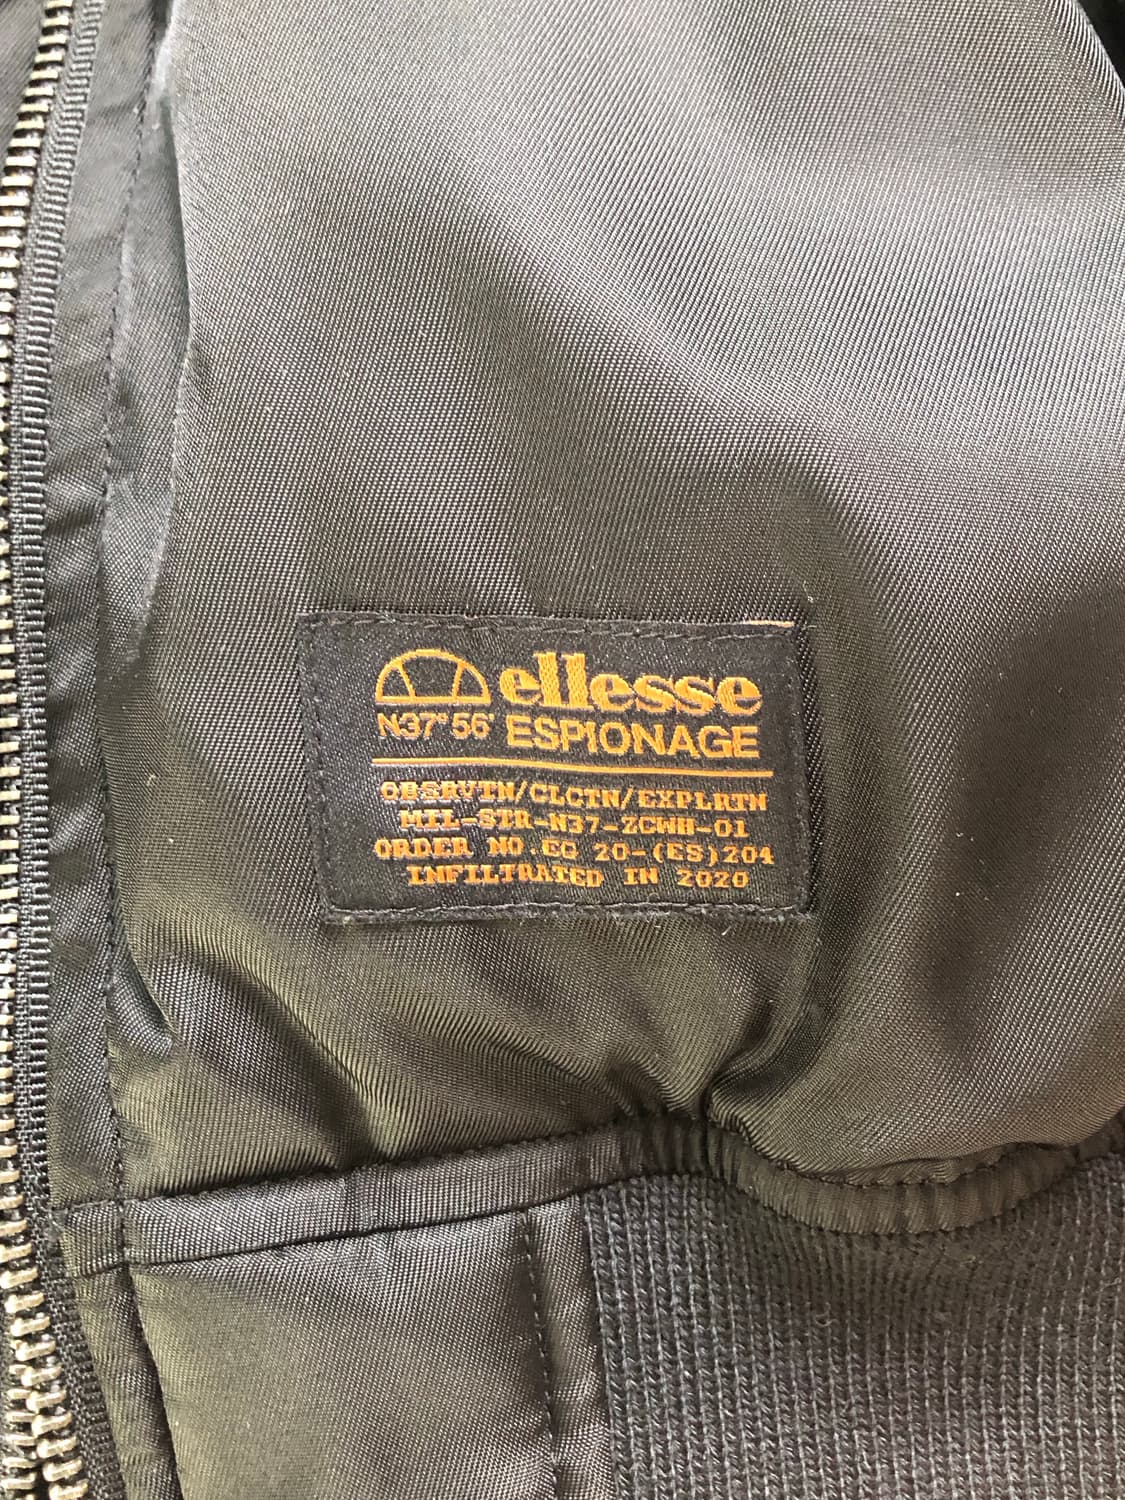 ellesse
N37° 56' ESPIONAGE
OBSRVTN/CLCTN/EXPLRTN
MIL-STR-N37-ZCWH-01
ORDER NO.EG 20-(ES)204
INFILTRATED IN 2020